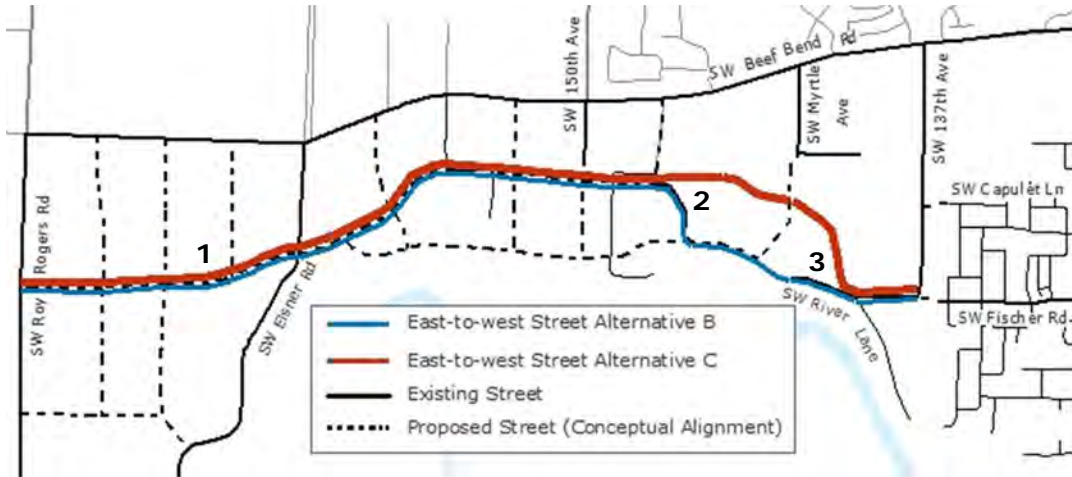 SW Beef Bend Rd
SW 150th Ave
SW Myrtle
Ave
SW 137th Ave
SW Roy Rogers Rd
SW Elsner Rd
SW Capulet Ln
SW Fischer Rd
SW River Lane
1
2
3
East-to-west Street Alternative B
East-to-west Street Alternative C
Existing Street
Proposed Street (Conceptual Alignment)